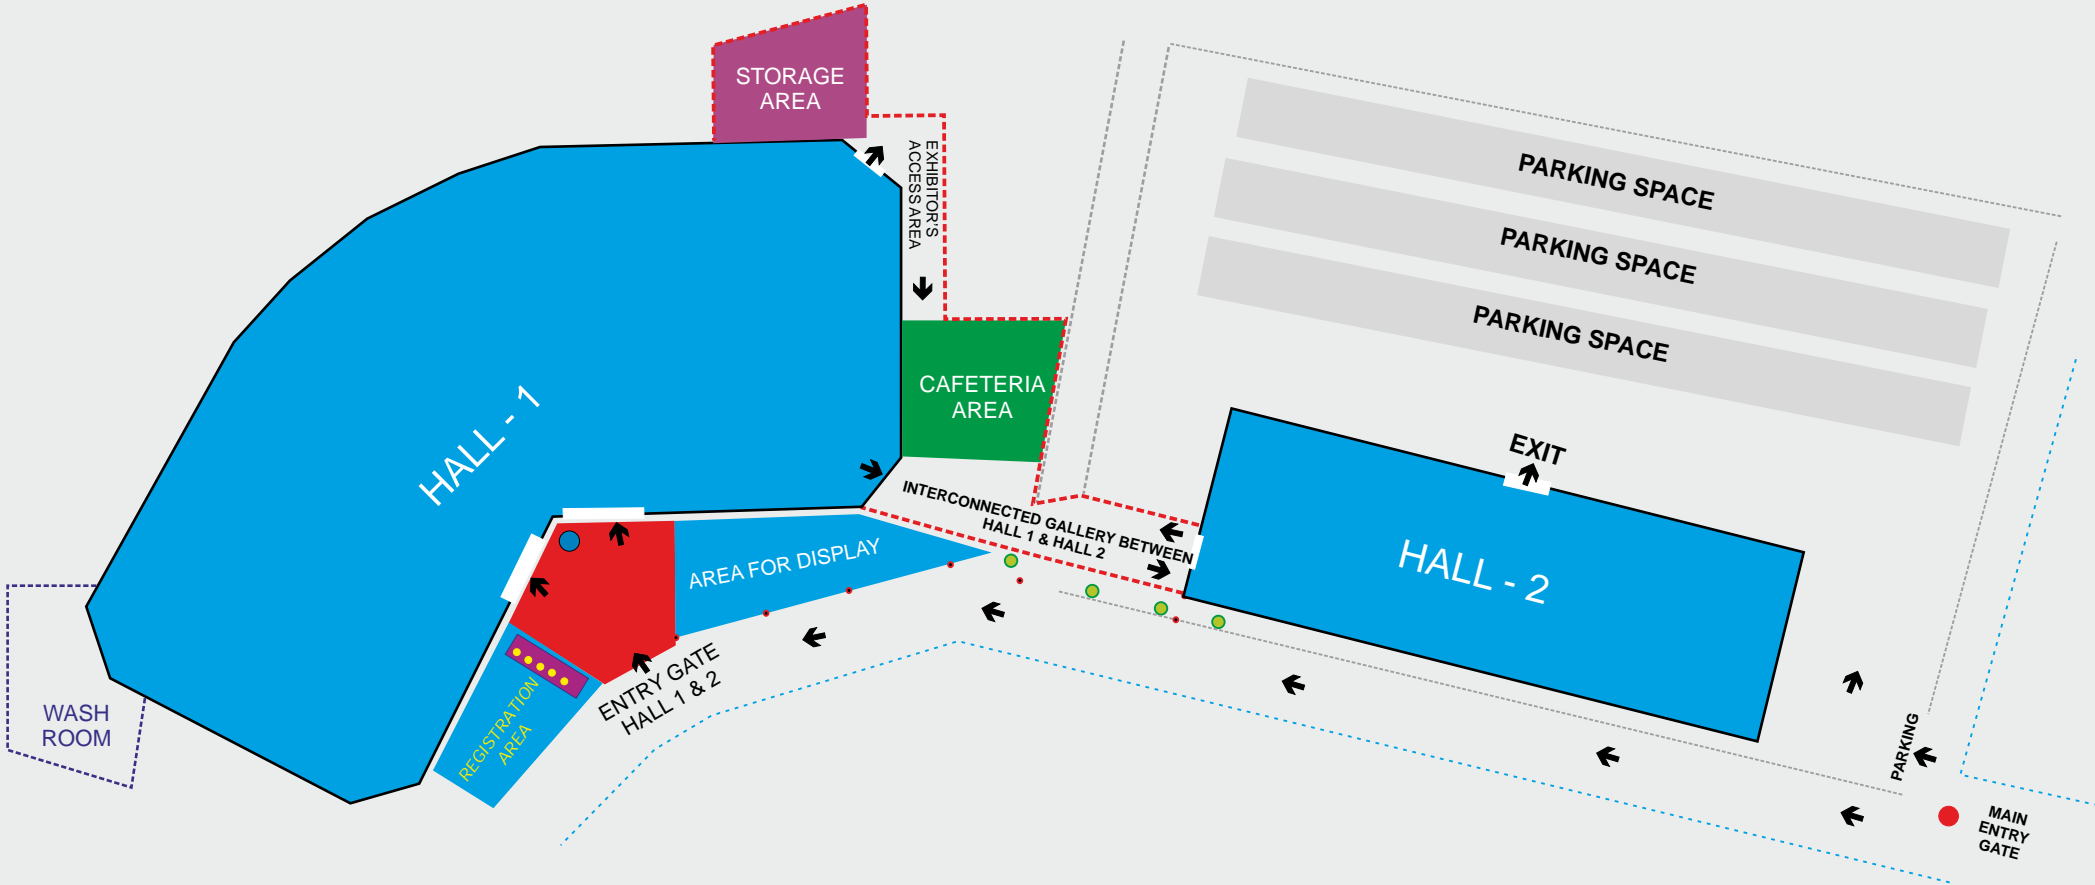 STORAGE
AREA
EXHIBITOR'S
ACCESS AREA
PARKING SPACE
PARKING SPACE
PARKING SPACE
CAFETERIA
AREA
HALL - 1
EXIT
INTERCONNECTED GALLERY BETWEEN
HALL 1 & HALL 2
HALL - 2
AREA FOR DISPLAY
WASH
ROOM
REGISTRATION
AREA
ENTRY GATE
HALL 1 & 2
PARKING
MAIN
ENTRY
GATE